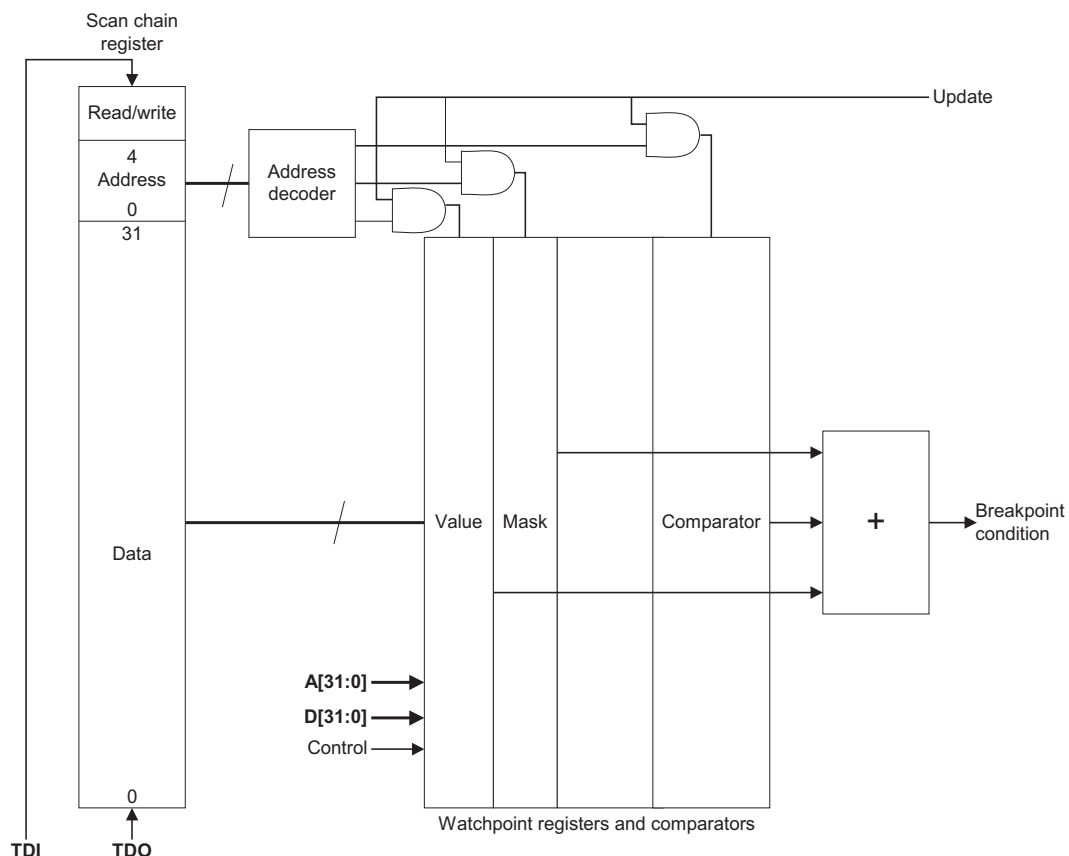 Scan chain
register
Read/write
Update
4
Address
0
Address
decoder
31
Value
Mask
Comparator
+
Breakpoint
condition
Data
A[31:0]
D[31:0]
Control
0
Watchpoint registers and comparators
TDI
TDO